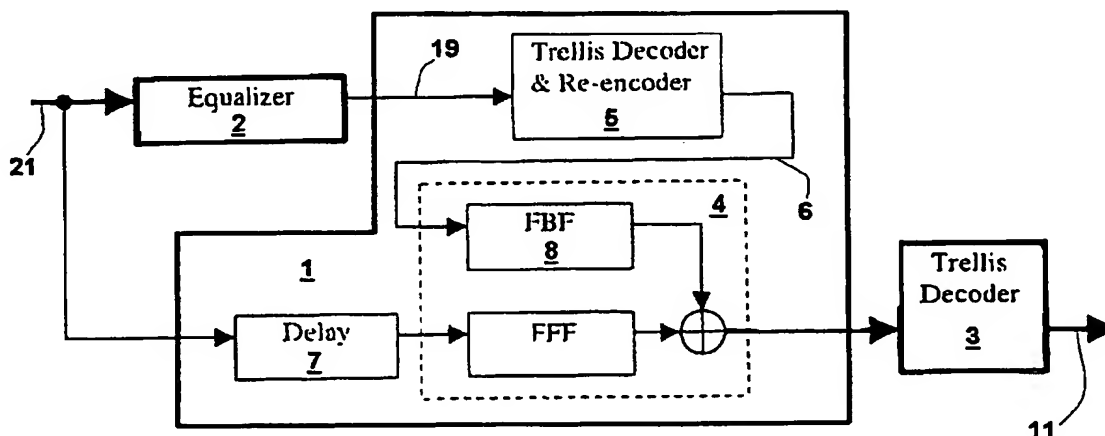 19
Trellis Decoder
& Re-encoder
5
Equalizer
2
21
6
4
FBF
8
1
Trellis
Decoder
3
Delay
7
FFF
11